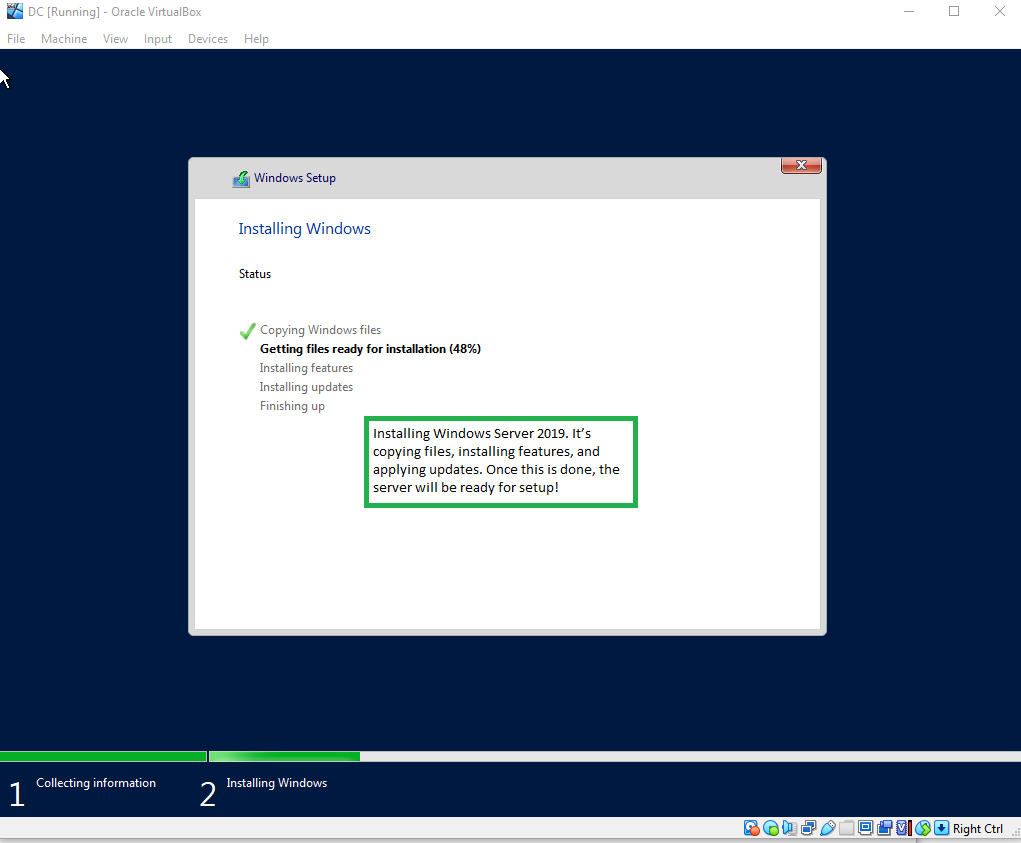 DC [Running] - Oracle VirtualBox
File Machine View Input Devices Help
Windows Setup
Installing Windows
Status
Copying Windows files
Getting files ready for installation (48%)
Installing features
Installing updates
Finishing up
Installing Windows Server 2019. It’s
copying files, installing features, and
applying updates. Once this is done, the
server will be ready for setup!
1 Collecting information 2 Installing Windows
Right Ctrl